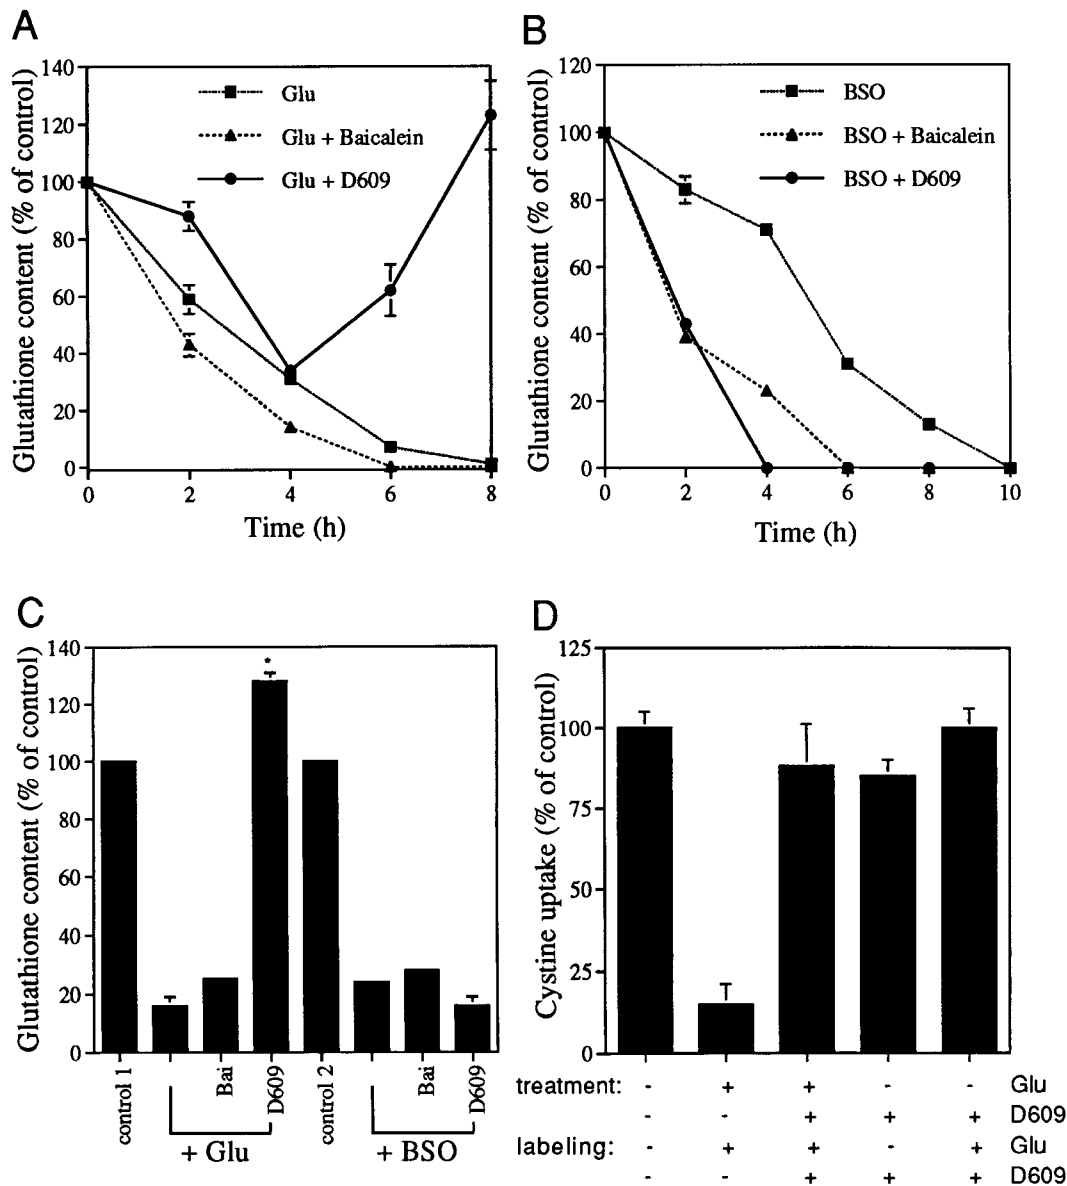 A
Glutathione content (% of control)
140
120
100
80
60
40
20
0
Glu
Glu + Baicalein
Glu + D609
0 2 4 6 8
Time (h)
B
Glutathione content (% of control)
120
100
80
60
40
20
0
BSO
BSO + Baicalein
BSO + D609
0 2 4 6 8 10
Time (h)
C
Glutathione content (% of control)
140
120
100
80
60
40
20
0
*
control 1
Bai
D609
control 2
Bai
D609
+ Glu
+ BSO
D
Cystine uptake (% of control)
125
100
75
50
25
0
treatment: - + + - - Glu
- - + + + D609
labeling: - + + - + Glu
- - + + + D609